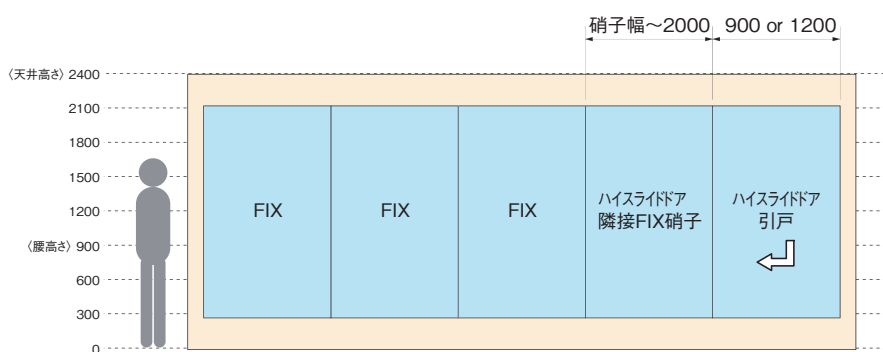 硝子幅～2000
900 or 1200
〈天井高さ〉2400
2100
1800
1500
1200
〈腰高さ〉900
600
300
0
FIX
FIX
FIX
ハイスライドドア
隣接FIX硝子
ハイスライドドア
引戸